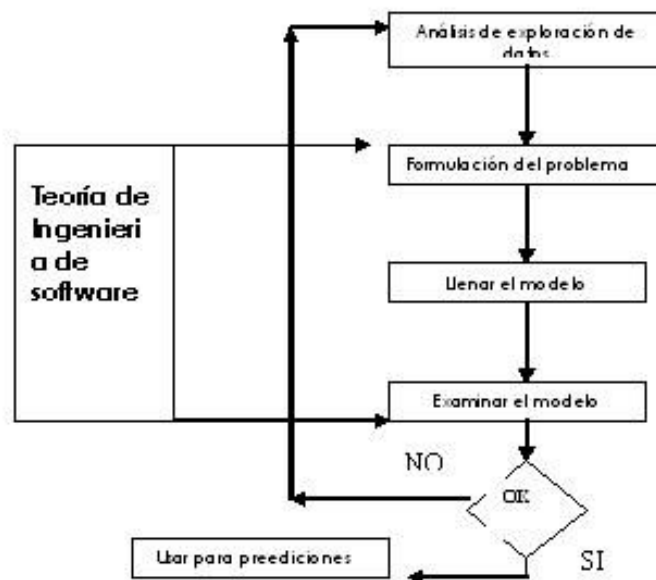 Análisis de exploración de
datos
Formulación del problema
Teoría de
Ingenieri
a de
software
Llenar el modelo
Examinar el modelo
NO
OK
Usar para preediciones
SI